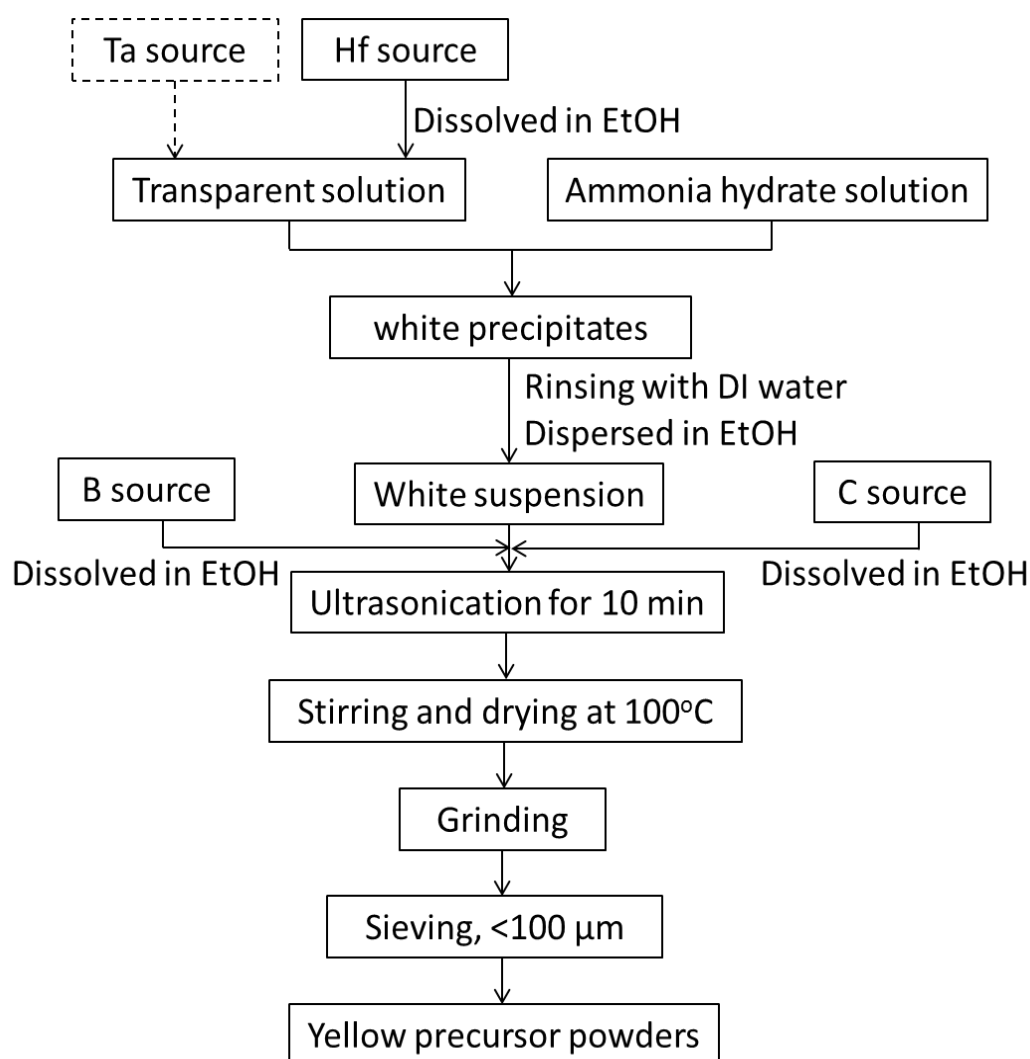 Ta source
Hf source
Dissolved in EtOH
Transparent solution
Ammonia hydrate solution
white precipitates
Rinsing with DI water
Dispersed in EtOH
B source
White suspension
C source
Dissolved in EtOH
Dissolved in EtOH
Ultrasonication for 10 min
Stirring and drying at 100°C
Grinding
Sieving, <100 µm
Yellow precursor powders